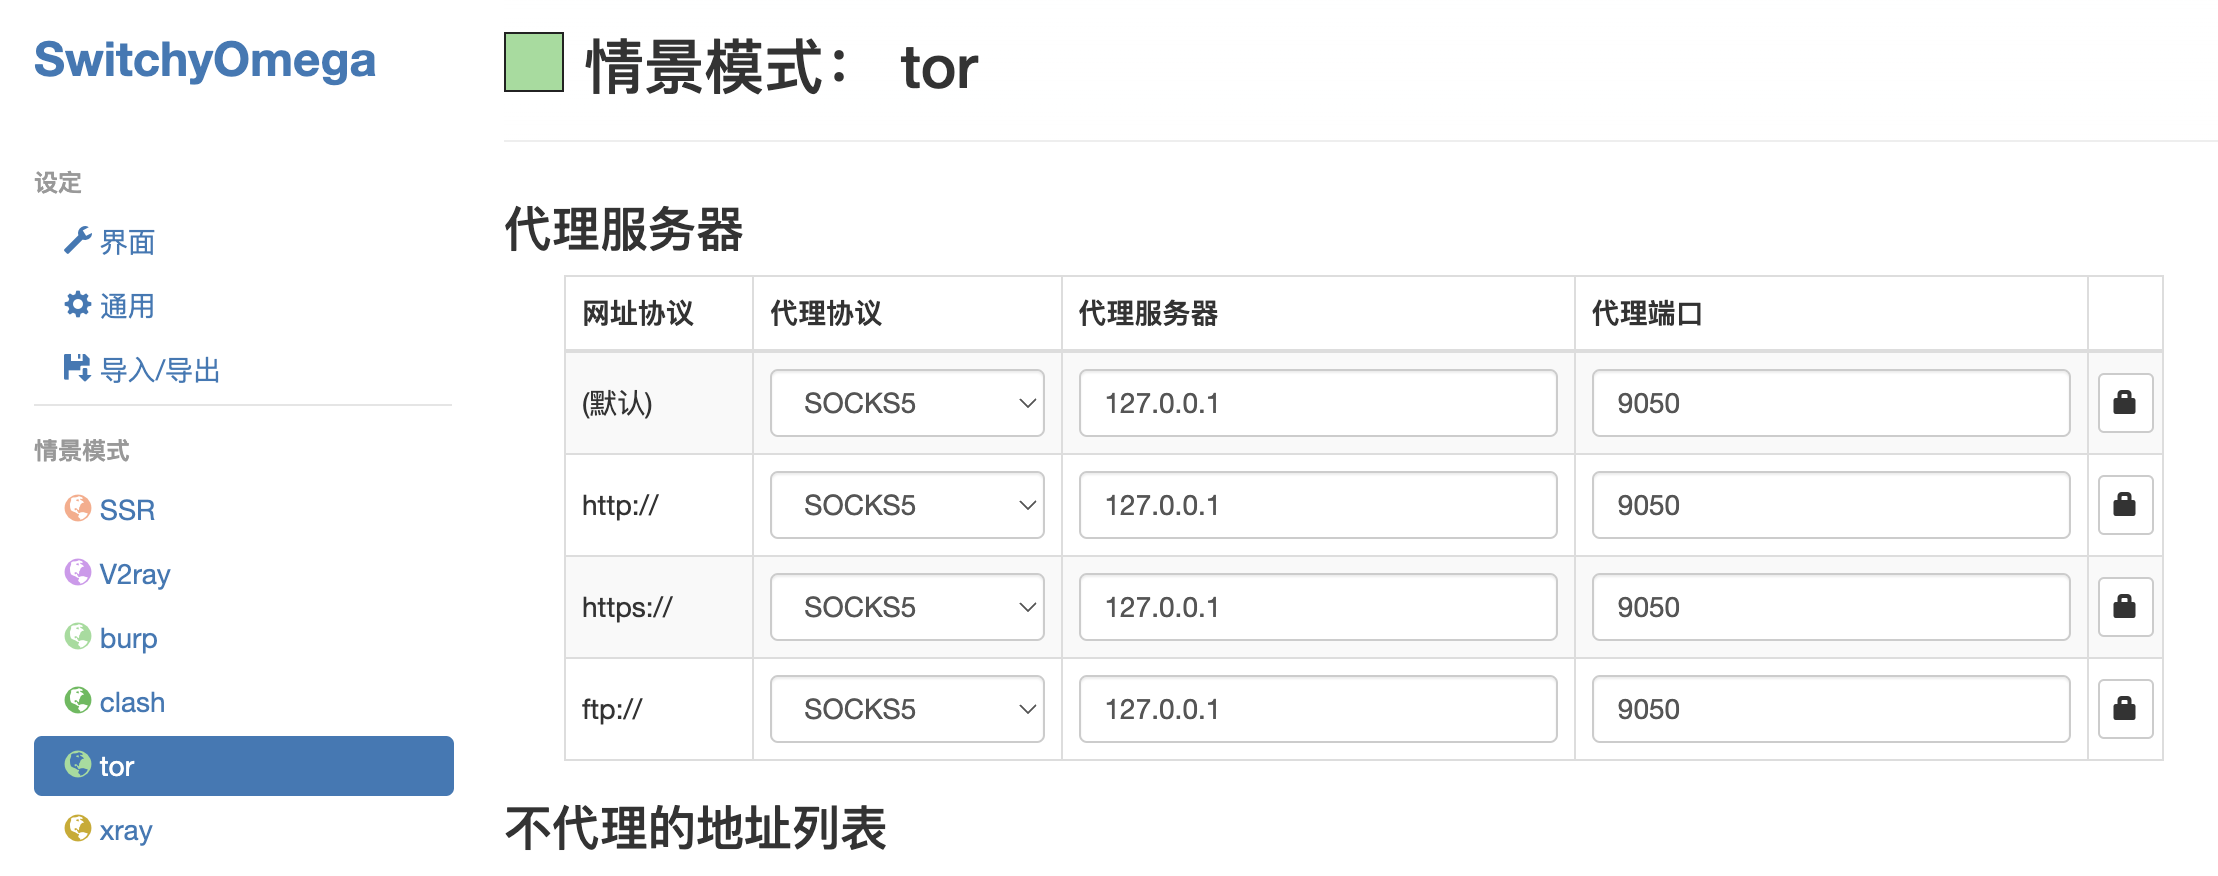 SwitchyOmega
设定
界面
通用
导入/导出
情景模式
SSR
V2ray
burp
clash
tor
xray
情景模式： tor
代理服务器
网址协议 代理协议 代理服务器 代理端口
(默认) SOCKS5 127.0.0.1 9050
http:// SOCKS5 127.0.0.1 9050
https:// SOCKS5 127.0.0.1 9050
ftp:// SOCKS5 127.0.0.1 9050
不代理的地址列表